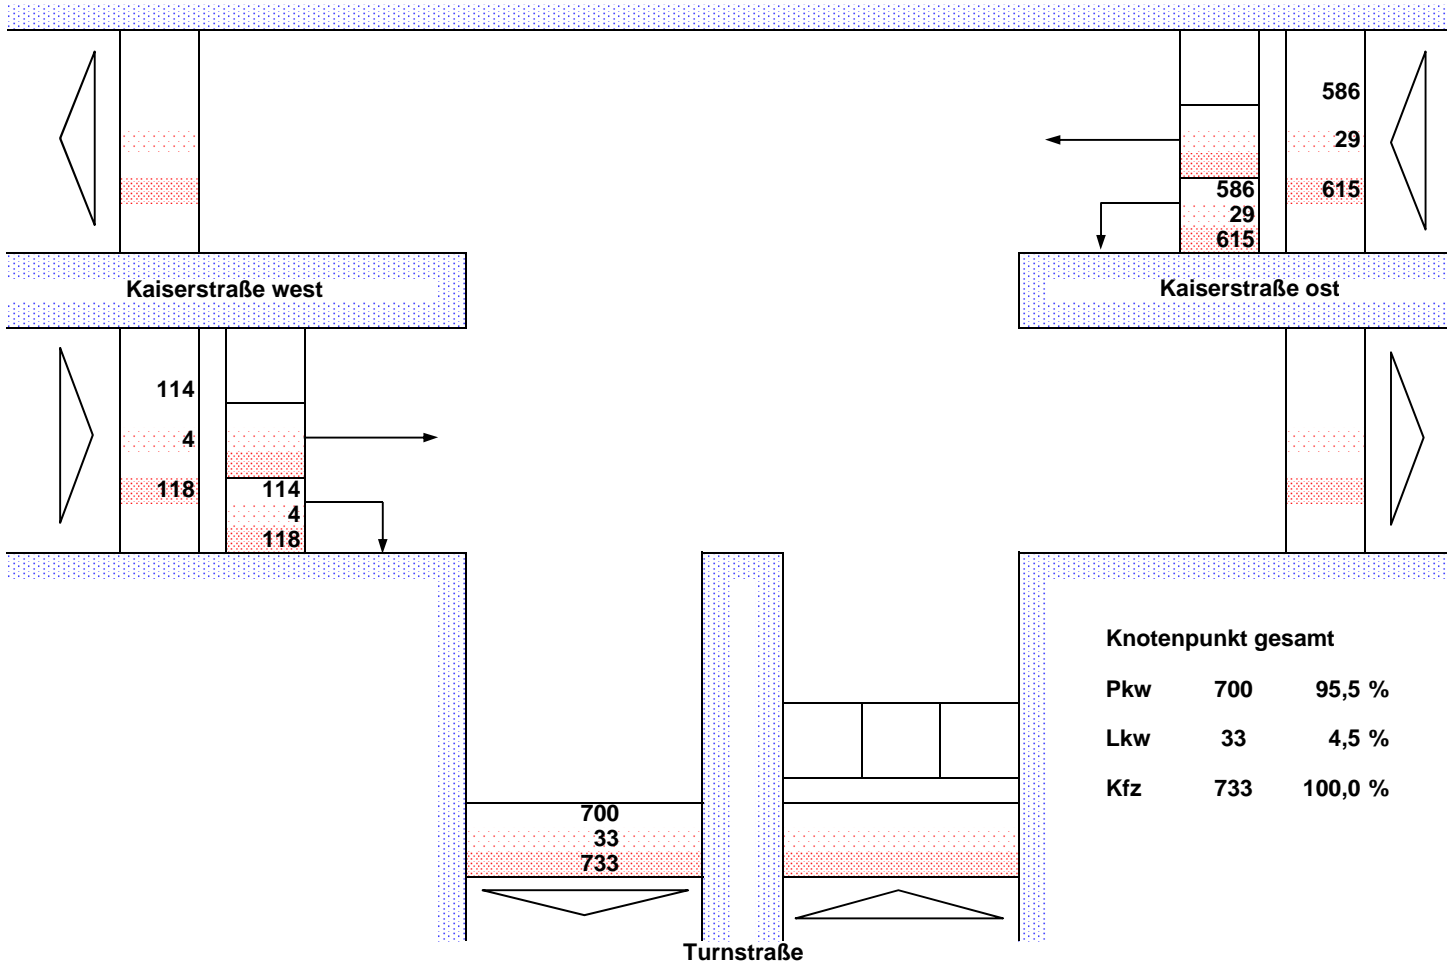 586
29
615
586
29
615
Kaiserstraße west
Kaiserstraße ost
114
4
118
114
4
118
Knotenpunkt gesamt
Pkw 700 95,5 %
Lkw 33 4,5 %
Kfz 733 100,0 %
700
33
733
Turnstraße